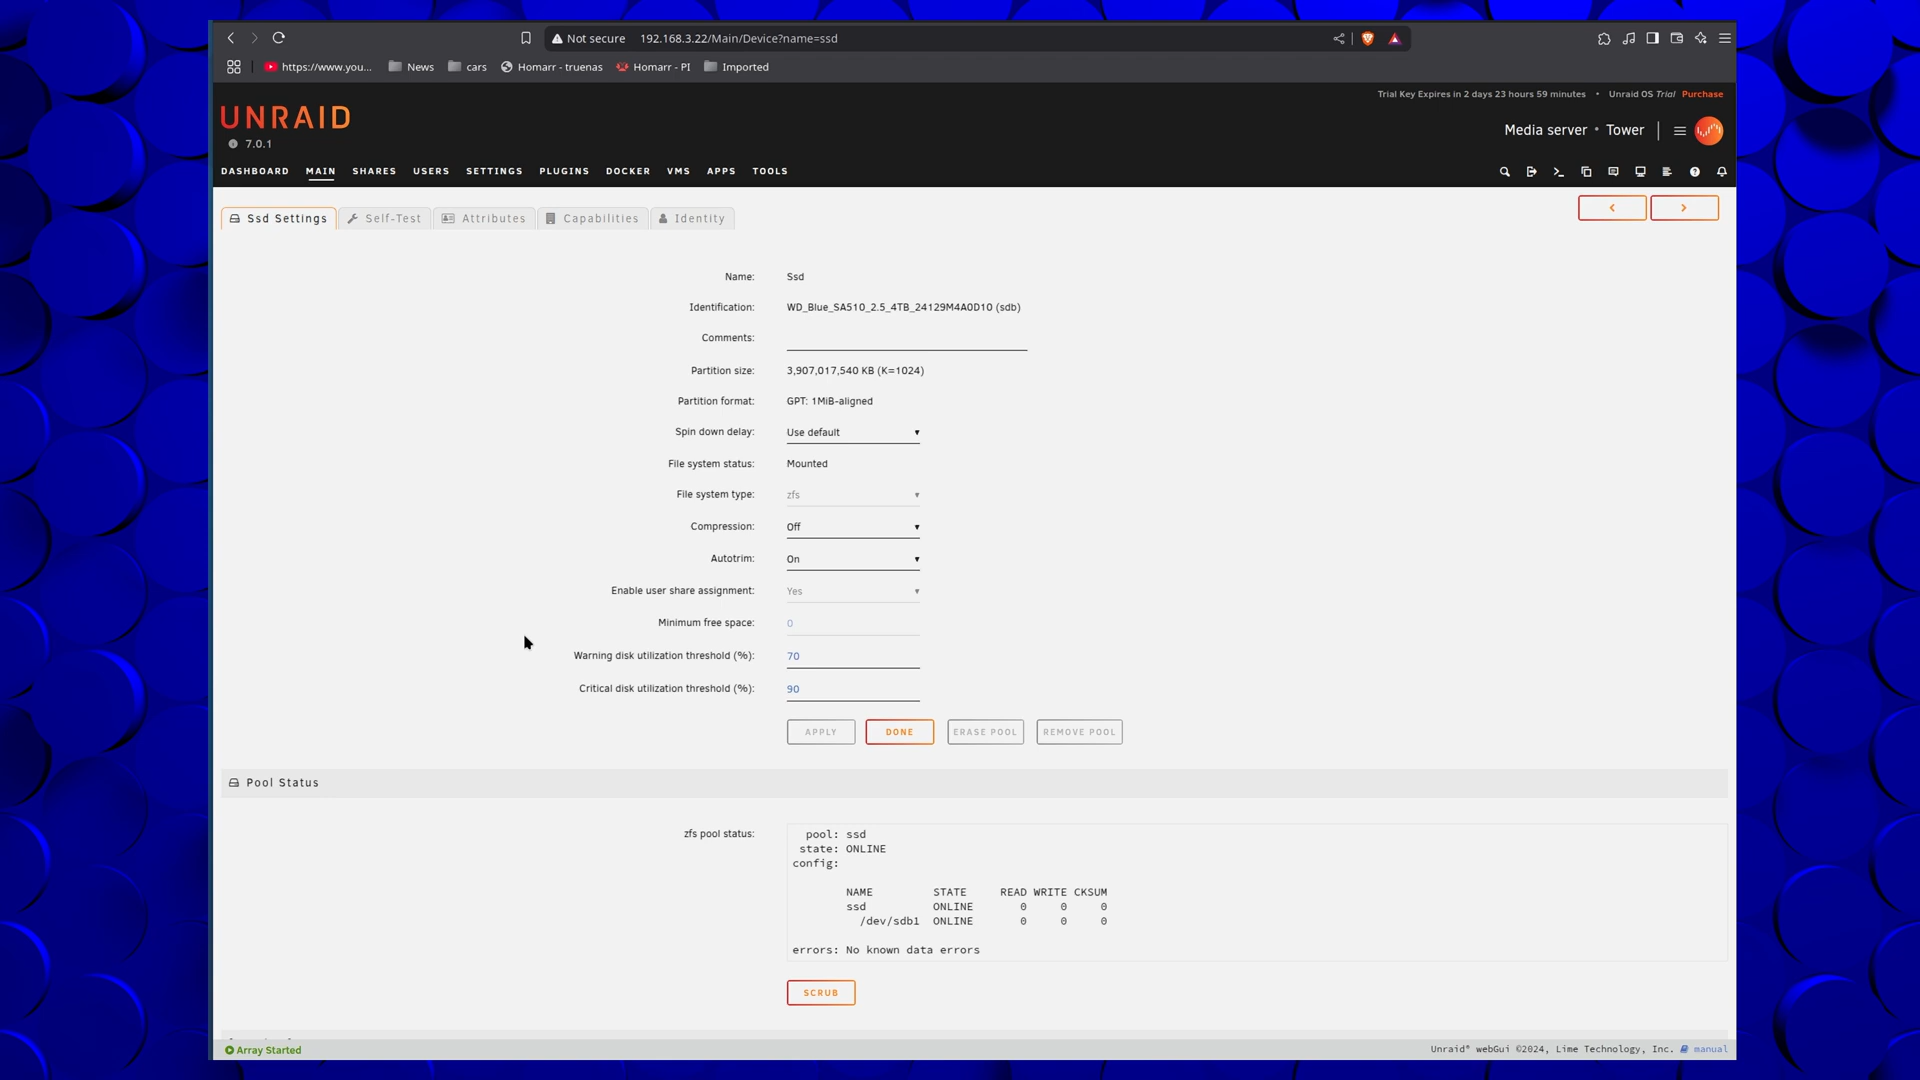 Not secure 192.168.3.22/Main/Device?name=ssd
https://www.you... News cars Homarr - truenas Homarr - PI Imported
Trial Key Expires in 2 days 23 hours 59 minutes • Unraid OS Trial Purchase
UNRAID
7.0.1
Media server • Tower
DASHBOARD MAIN SHARES USERS SETTINGS PLUGINS DOCKER VMS APPS TOOLS
Ssd Settings Self-Test Attributes Capabilities Identity
Name: Ssd
Identification: WD_Blue_SA510_2.5_4TB_24129M4A0D10 (sdb)
Comments:
Partition size: 3,907,017,540 KB (K=1024)
Partition format: GPT: 1MiB-aligned
Spin down delay: Use default
File system status: Mounted
File system type: zfs
Compression: Off
Autotrim: On
Enable user share assignment: Yes
Minimum free space: 0
Warning disk utilization threshold (%): 70
Critical disk utilization threshold (%): 90
APPLY DONE ERASE POOL REMOVE POOL
Pool Status
zfs pool status:
pool: ssd
state: ONLINE
config:
NAME STATE READ WRITE CKSUM
ssd ONLINE 0 0 0
/dev/sdb1 ONLINE 0 0 0
errors: No known data errors
SCRUB
Array Started
Unraid® webGui ©2024, Lime Technology, Inc. manual